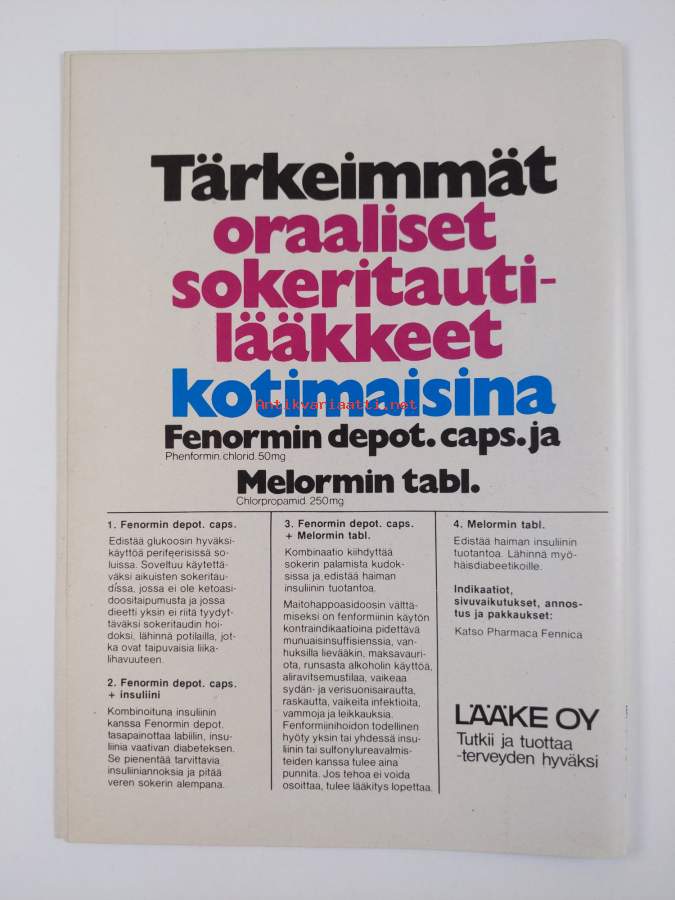 Tärkeimmät
oraaliset
sokeritauti-
lääkkeet
kotimaisina
Antikvariaatti.net
Fenormin depot. caps. ja
Phenformin. chlorid. 50mg
Melormin tabl.
Chlorpropamid. 250mg
1. Fenormin depot. caps.
Edistää glukoosin hyväksi-
käyttöä perifeerisissä so-
luissa. Soveltuu käytettä-
väksi aikuisten sokeritau-
dissa, jossa ei ole ketoasi-
doositaipumusta ja jossa
dieetti yksin ei riitä tyydyt-
täväksi sokeritaudin hoi-
doksi, lähinnä potilailla, jot-
ka ovat taipuvaisia liika-
lihavuuteen.
2. Fenormin depot. caps.
+ insuliini
Kombinoituna insuliinin
kanssa Fenormin depot.
tasapainottaa labiilin, insu-
liinia vaativan diabeteksen.
Se pienentää tarvittavia
insuliiniannoksia ja pitää
veren sokerin alempana.
3. Fenormin depot. caps.
+ Melormin tabl.
Kombinaatio kiihdyttää
sokerin palamista kudok-
sissa ja edistää haiman
insuliinin tuotantoa.
Maitohappoasidoosin välttä-
miseksi on fenformiinin käytön
kontraindikaatioina pidettävä
munuaisinsuffisienssia, van-
huksilla lievääkin, maksavauri-
ota, runsasta alkoholin käyttöä,
aliravitsemustilaa, vaikeaa
sydän- ja verisuonisairautta,
raskautta, vaikeita infektioita,
vammoja ja leikkauksia.
Fenformiinihoidon todellinen
hyöty yksin tai yhdessä insu-
liinin tai sulfonylureavalmis-
teiden kanssa tulee aina
punnita. Jos tehoa ei voida
osoittaa, tulee lääkitys lopettaa.
4. Melormin tabl.
Edistää haiman insuliinin
tuotantoa. Lähinnä myö-
häisdiabeetikoille.
Indikaatiot,
sivuvaikutukset, annos-
tus ja pakkaukset:
Katso Pharmaca Fennica
LÄÄKE OY
Tutkii ja tuottaa
-terveyden hyväksi